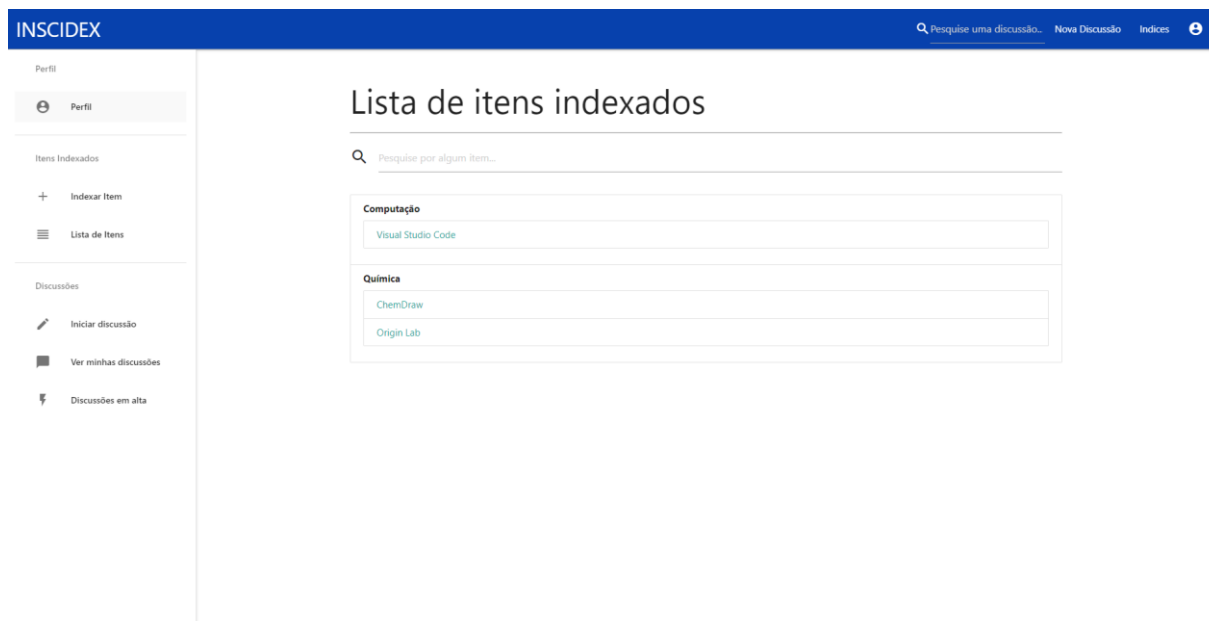 INSCIDEX
Pesquise uma discussão... Nova Discussão Indices
Perfil
Perfil
Itens Indexados
Indexar Item
Lista de Itens
Discussões
Iniciar discussão
Ver minhas discussões
Discussões em alta
Lista de itens indexados
Pesquise por algum item...
Computação
Visual Studio Code
Química
ChemDraw
Origin Lab